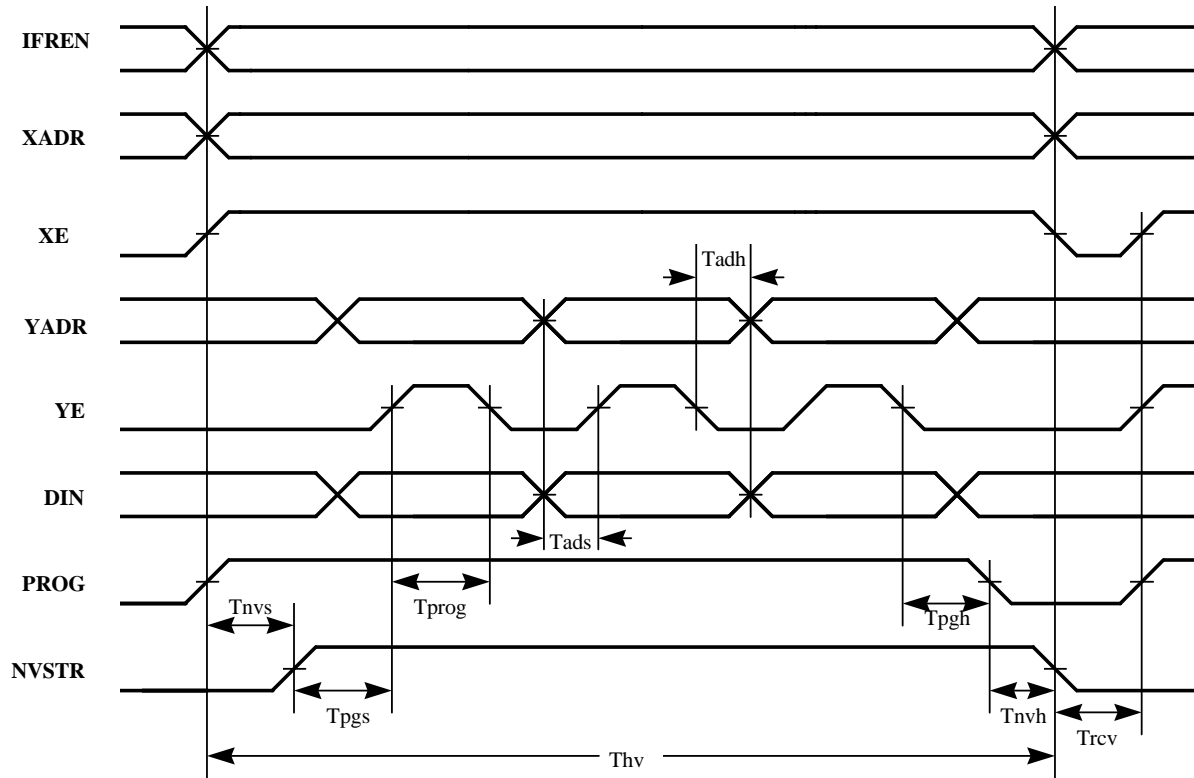 IFREN
XADR
XE
Tadh
YADR
YE
DIN
Tads
PROG
Tprog
Tnvs
Tpgh
NVSTR
Tpgs
Tnvh
Trcv
Thv